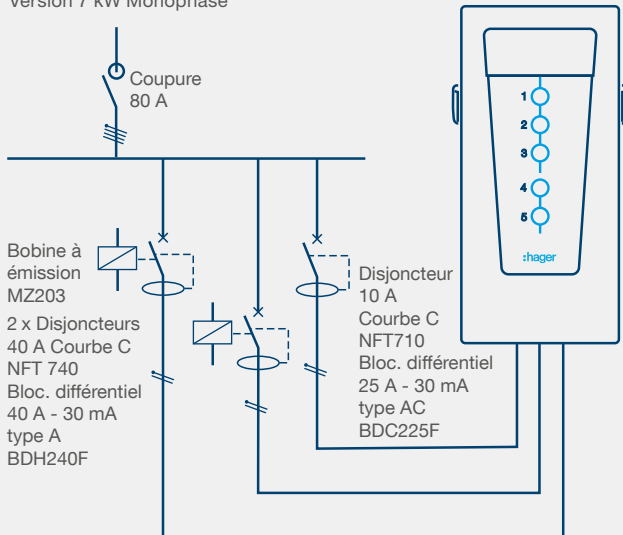 Version 7 kW Monophasé
Coupure
80 A
Bobine à
émission
MZ203
2 x Disjoncteurs
40 A Courbe C
NFT 740
Bloc. différentiel
40 A - 30 mA
type A
BDH240F
Disjoncteur
10 A
Courbe C
NFT710
Bloc. différentiel
25 A - 30 mA
type AC
BDC225F
1
2
3
4
5
:hager